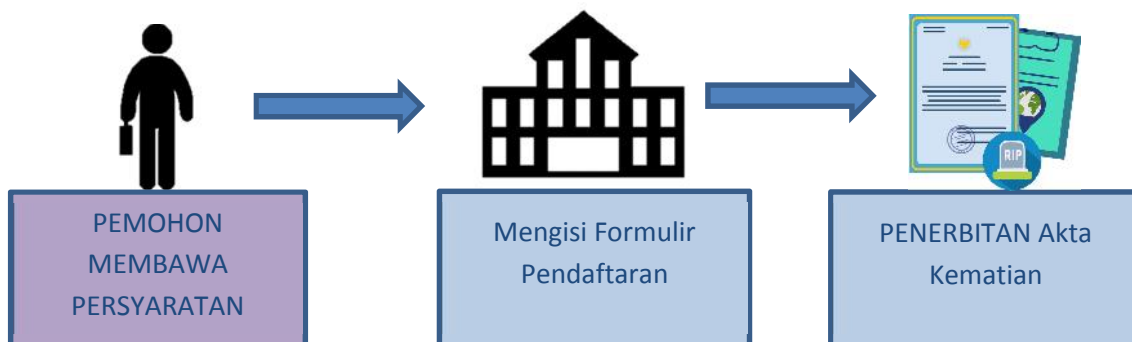 RIP
PEMOHON
MEMBAWA
PERSYARATAN
Mengisi Formulir
Pendaftaran
PENERBITAN Akta
Kematian